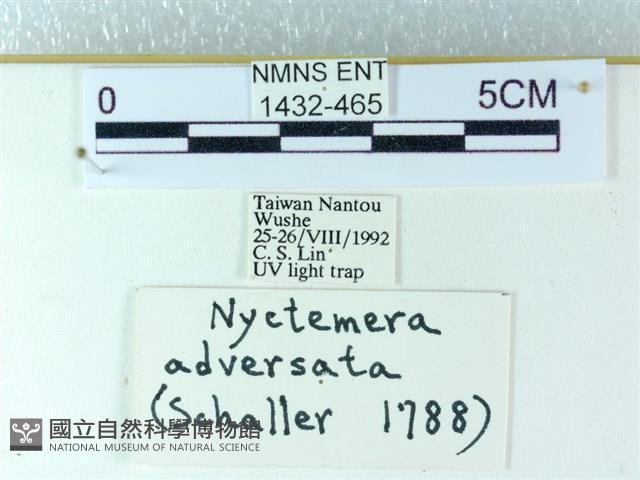 NMNS ENT
1432-465
0 5CM
Taiwan Nantou
Wushe
25-26/VIII/1992
C. S. Lin
UV light trap
Nyctemera
adversata
(Schaller 1788)
國立自然科學博物館
NATIONAL MUSEUM OF NATURAL SCIENCE